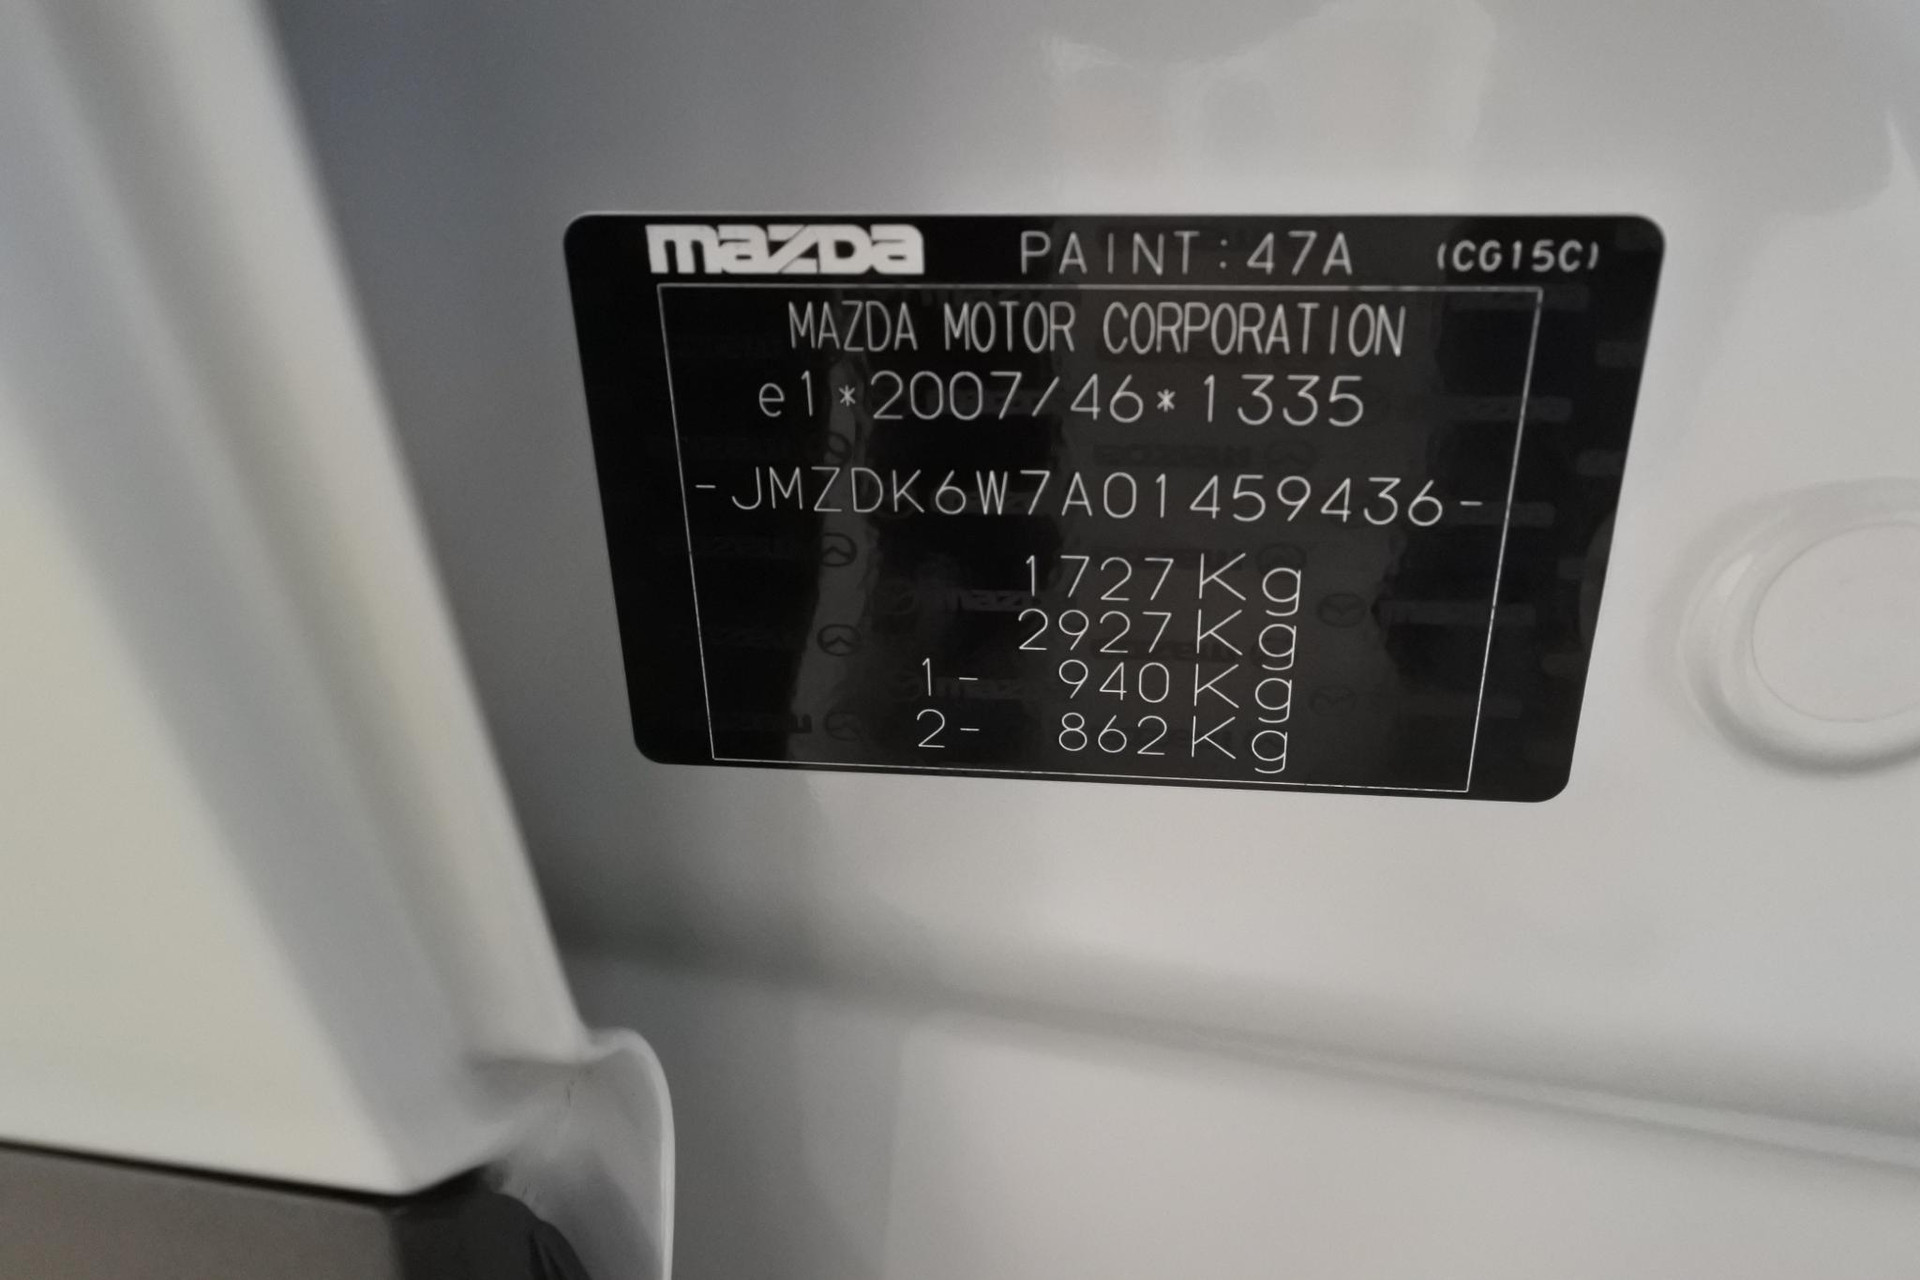 mazda PAINT:47A (CG15C)
MAZDA MOTOR CORPORATION
e1*2007/46*1335
-JMZDK6W7A01459436-
1727Kg
2927Kg
1- 940Kg
2- 862Kg